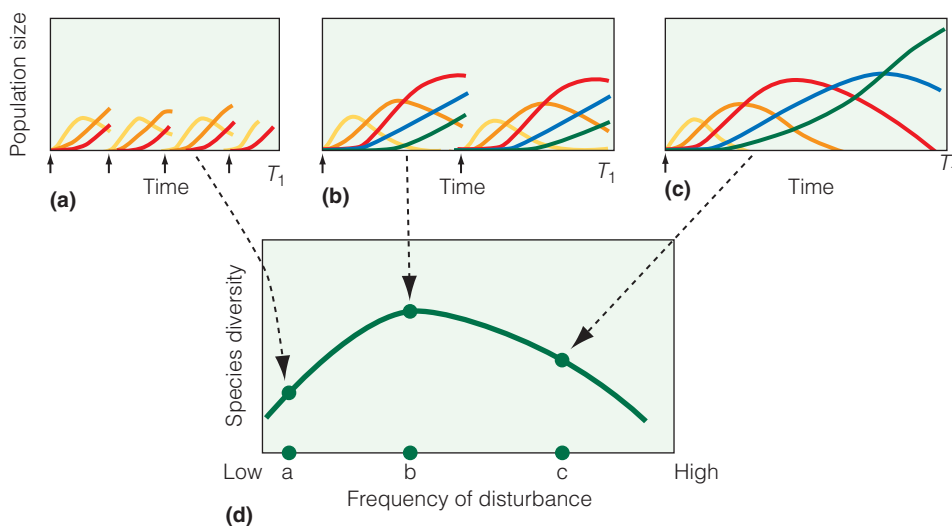 Population size
T1
Time
(a)
T1
Time
(b)
T
Time
(c)
Species diversity
Low
a
b
c
High
Frequency of disturbance
(d)